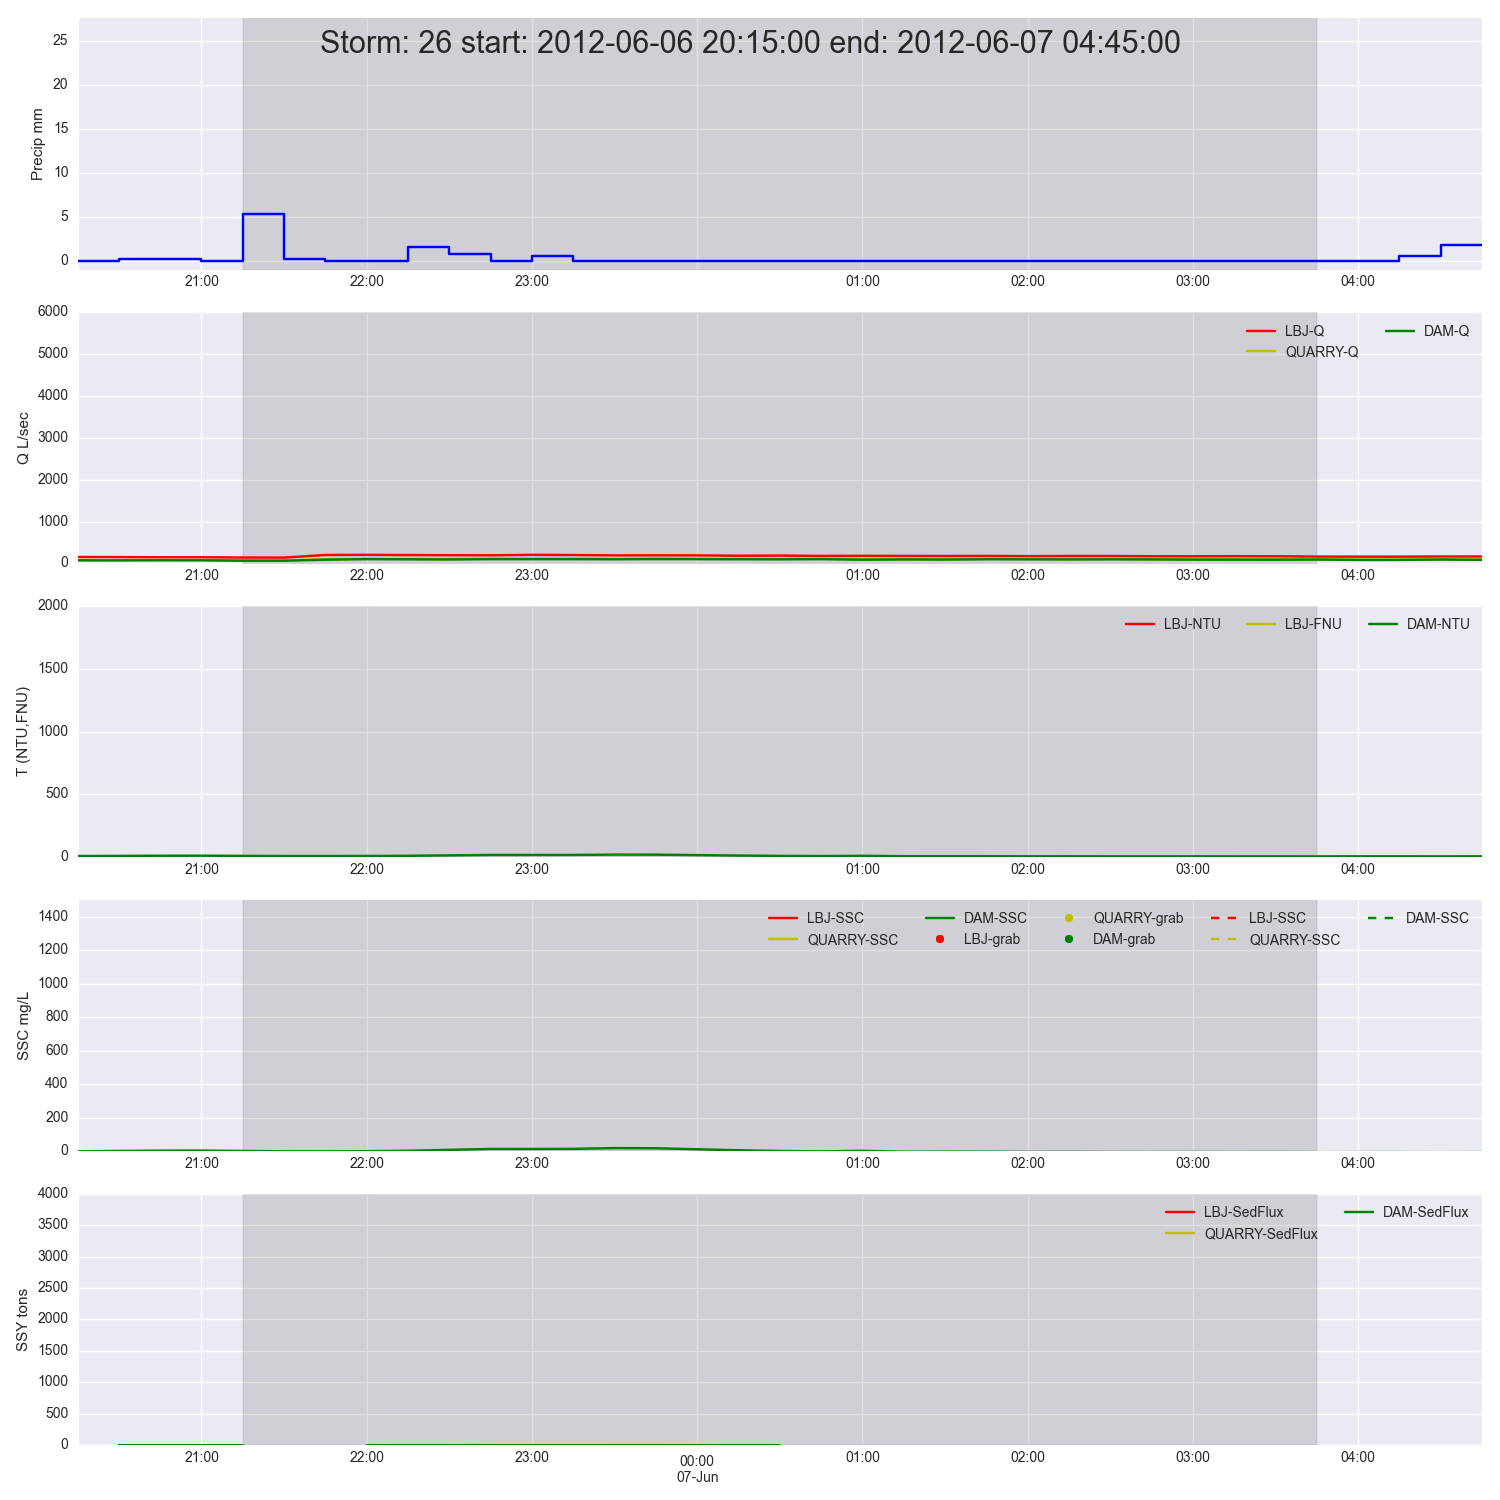 Storm: 26 start: 2012-06-06 20:15:00 end: 2012-06-07 04:45:00
Precip mm
25
20
15
10
5
0
21:00 22:00 23:00 01:00 02:00 03:00 04:00
Q L/sec
6000
5000
4000
3000
2000
1000
0
LBJ-Q DAM-Q
QUARRY-Q
21:00 22:00 23:00 01:00 02:00 03:00 04:00
T (NTU,FNU)
2000
1500
1000
500
0
LBJ-NTU LBJ-FNU DAM-NTU
21:00 22:00 23:00 01:00 02:00 03:00 04:00
SSC mg/L
1400
1200
1000
800
600
400
200
0
LBJ-SSC DAM-SSC QUARRY-grab LBJ-SSC DAM-SSC
QUARRY-SSC LBJ-grab DAM-grab QUARRY-SSC
21:00 22:00 23:00 01:00 02:00 03:00 04:00
SSY tons
4000
3500
3000
2500
2000
1500
1000
500
0
LBJ-SedFlux DAM-SedFlux
QUARRY-SedFlux
21:00 22:00 23:00 00:00 01:00 02:00 03:00 04:00
07-Jun